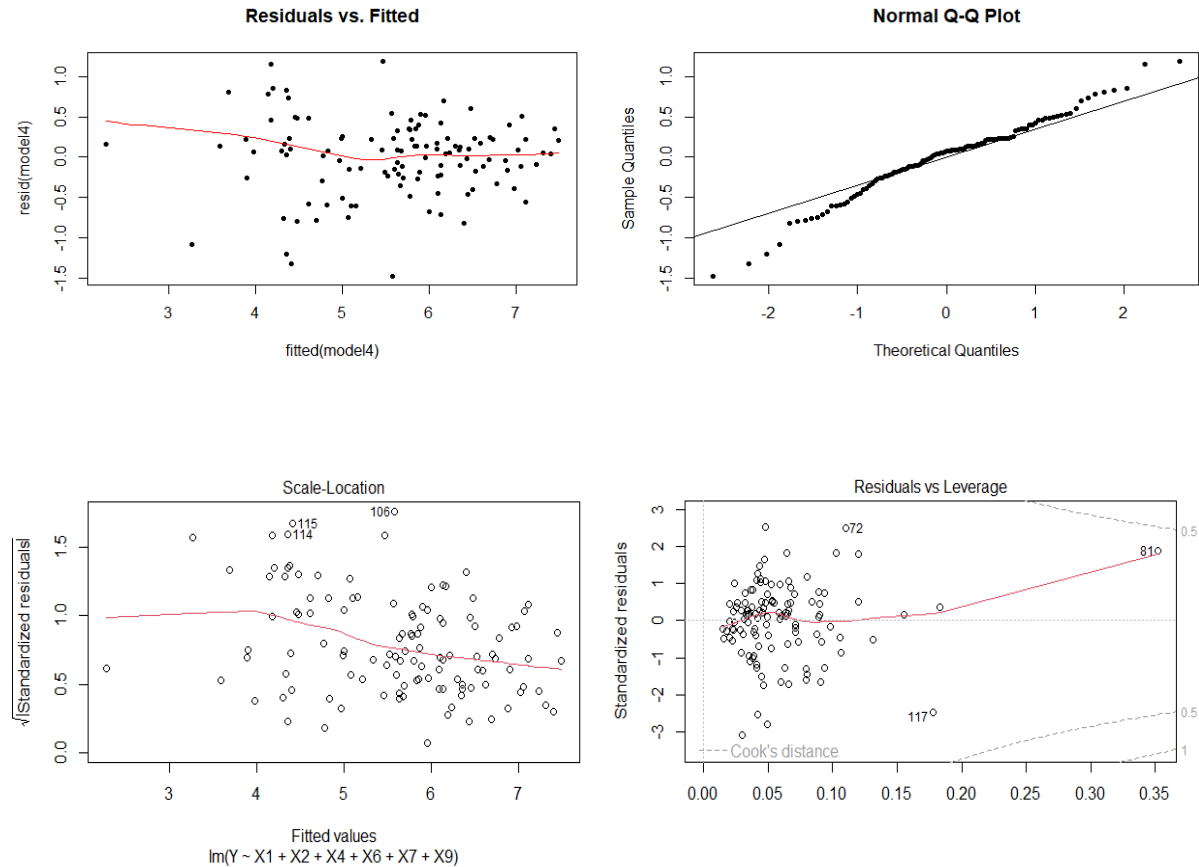 Residuals vs. Fitted
resid(model4)
1.0
0.5
0.0
-0.5
-1.0
-1.5
3 4 5 6 7
fitted(model4)
Normal Q-Q Plot
Sample Quantiles
1.0
0.5
0.0
-0.5
-1.0
-1.5
-2 -1 0 1 2
Theoretical Quantiles
Scale-Location
√|Standardized residuals|
1.5
1.0
0.5
0.0
106
115
114
3 4 5 6 7
Fitted values
lm(Y ~ X1 + X2 + X4 + X6 + X7 + X9)
Residuals vs Leverage
Standardized residuals
3
2
1
0
-1
-2
-3
72
81
117
0.5
0.5
1
Cook's distance
0.00 0.05 0.10 0.15 0.20 0.25 0.30 0.35